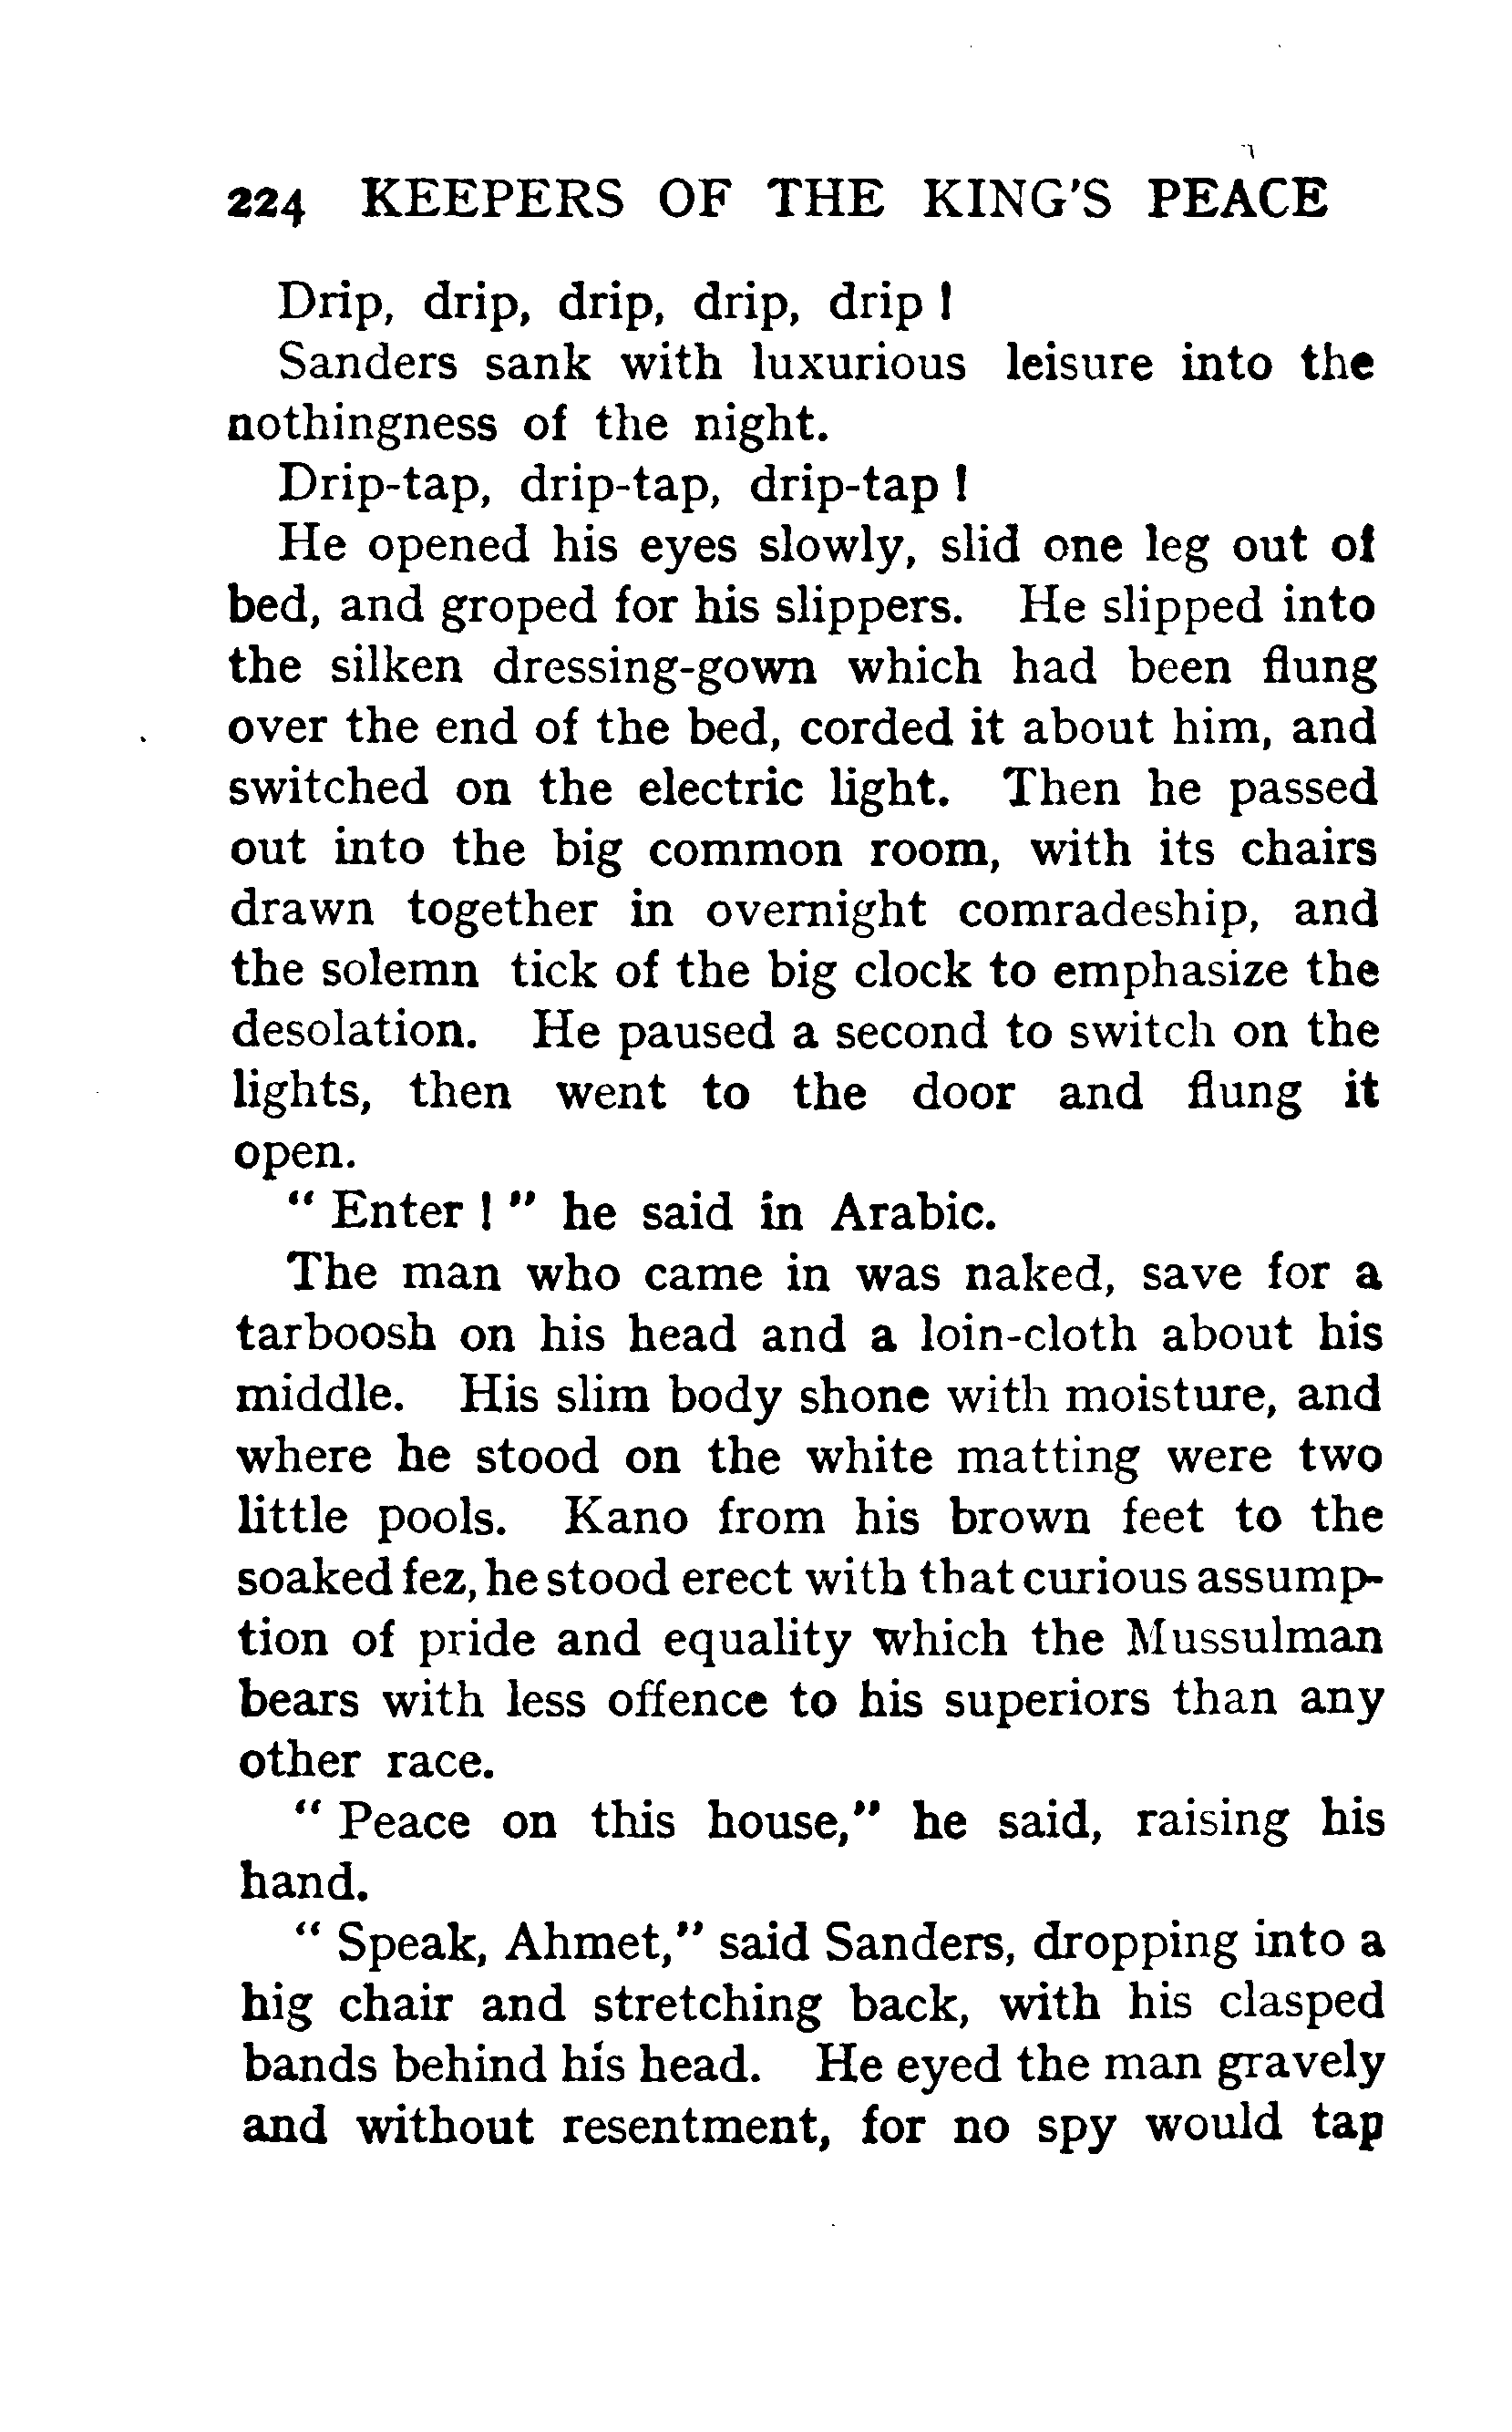 224 KEEPERS OF THE KING'S PEACE
Drip, drip, drip, drip, drip !
Sanders sank with luxurious leisure into the
nothingness of the night.
Drip-tap, drip-tap, drip-tap !
He opened his eyes slowly, slid one leg out of
bed, and groped for his slippers. He slipped into
the silken dressing-gown which had been flung
over the end of the bed, corded it about him, and
switched on the electric light. Then he passed
out into the big common room, with its chairs
drawn together in overnight comradeship, and
the solemn tick of the big clock to emphasize the
desolation. He paused a second to switch on the
lights, then went to the door and flung it
open.
" Enter ! " he said in Arabic.
The man who came in was naked, save for a
tarboosh on his head and a loin-cloth about his
middle. His slim body shone with moisture, and
where he stood on the white matting were two
little pools. Kano from his brown feet to the
soaked fez, he stood erect with that curious assump-
tion of pride and equality which the Mussulman
bears with less offence to his superiors than any
other race.
" Peace on this house," he said, raising his
hand.
" Speak, Ahmet," said Sanders, dropping into a
hig chair and stretching back, with his clasped
bands behind his head. He eyed the man gravely
and without resentment, for no spy would tap